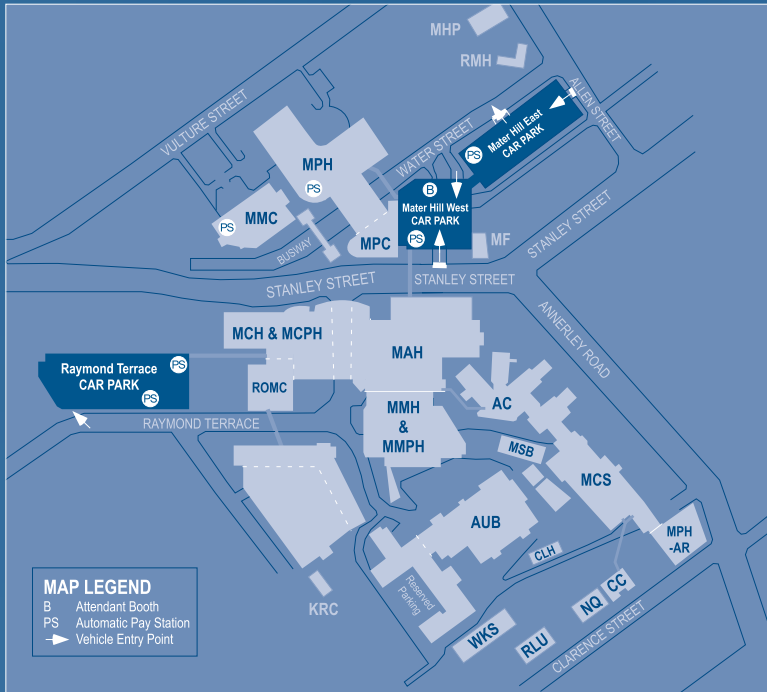 MHP
RMH
VULTURE STREET
ALLEN STREET
Mater Hill East
CAR PARK
WATER STREET
PS
MPH
PS
B
Mater Hill West
CAR PARK
PS
MMC
PS
MPC
MF
BUSWAY
STANLEY STREET
STANLEY STREET
STANLEY STREET
ANNERLEY ROAD
MCH & MCPH
MAH
Raymond Terrace
CAR PARK
PS
PS
ROMC
RAYMOND TERRACE
MMH
&
MMPH
AC
MSB
MCS
AUB
MPH
-AR
CLH
CC
NQ
Reserved
Parking
KRC
WKS
RLU
CLARENCE STREET
MAP LEGEND
B Attendant Booth
PS Automatic Pay Station
Vehicle Entry Point